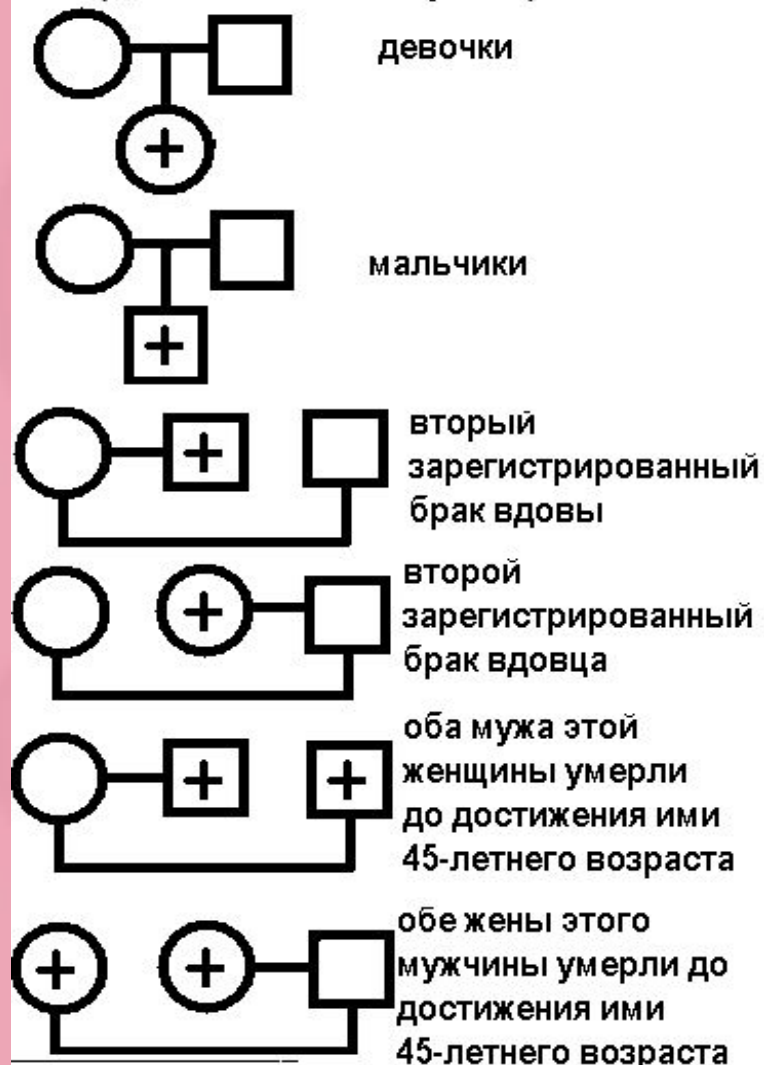 девочки
мальчики
вторый
зарегистрированный
брак вдовы
второй
зарегистрированный
брак вдовца
оба мужа этой
женщины умерли
до достижения ими
45-летнего возраста
обе жены этого
мужчины умерли до
достижения ими
45-летнего возраста